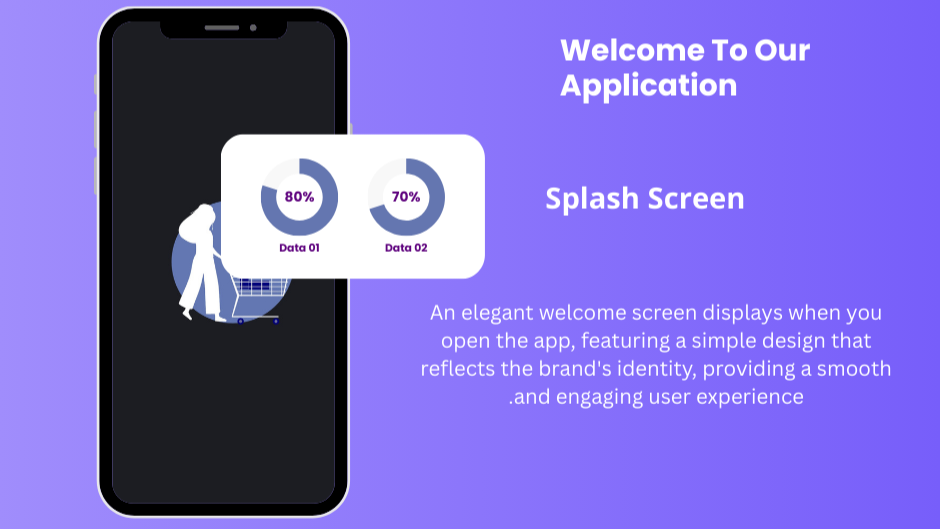 Welcome To Our
Application
80%
70%
Data 01
Data 02
Splash Screen
An elegant welcome screen displays when you
open the app, featuring a simple design that
reflects the brand's identity, providing a smooth
.and engaging user experience